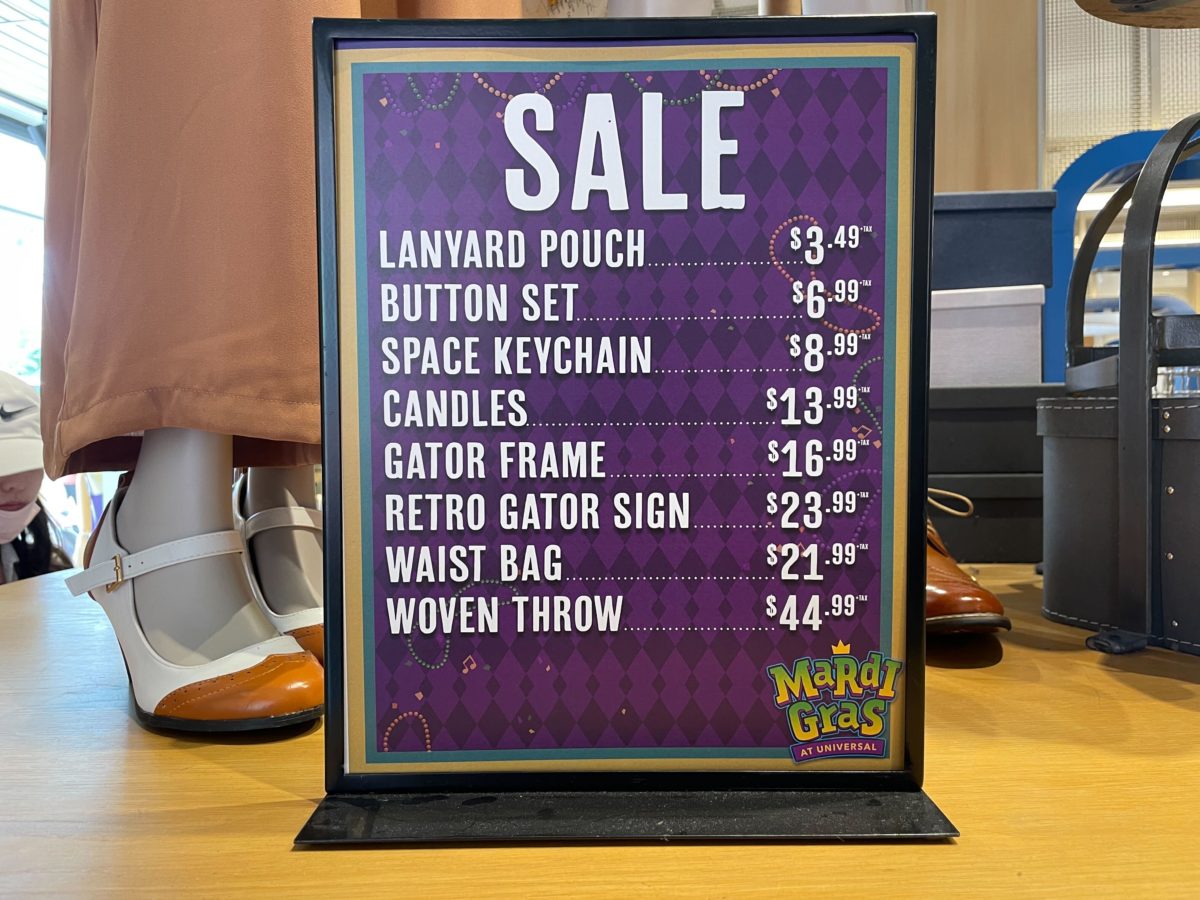 SALE
LANYARD POUCH........................$3.49+TAX
BUTTON SET........................$6.99+TAX
SPACE KEYCHAIN........................$8.99+TAX
CANDLES........................$13.99+TAX
GATOR FRAME........................$16.99+TAX
RETRO GATOR SIGN............$23.99+TAX
WAIST BAG........................$21.99+TAX
WOVEN THROW........................$44.99+TAX
MaRdI
GRaS
AT UNIVERSAL